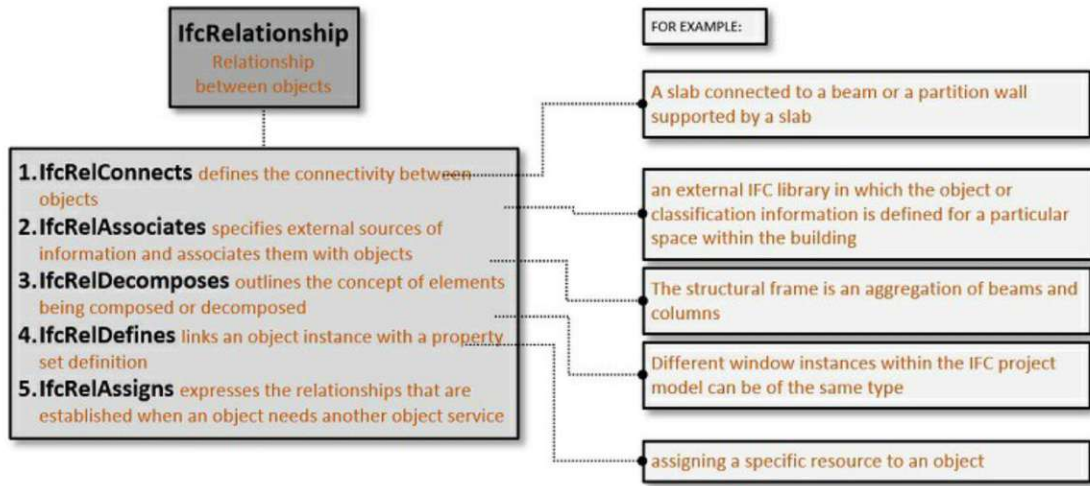 IfcRelationship
Relationship
between objects
1.IfcRelConnects defines the connectivity between
objects
2.IfcRelAssociates specifies external sources of
information and associates them with objects
3.IfcRelDecomposes outlines the concept of elements
being composed or decomposed
4.IfcRelDefines links an object instance with a property
set definition
5.IfcRelAssigns expresses the relationships that are
established when an object needs another object service
FOR EXAMPLE:
A slab connected to a beam or a partition wall
supported by a slab
an external IFC library in which the object or
classification information is defined for a particular
space within the building
The structural frame is an aggregation of beams and
columns
Different window instances within the IFC project
model can be of the same type
assigning a specific resource to an object